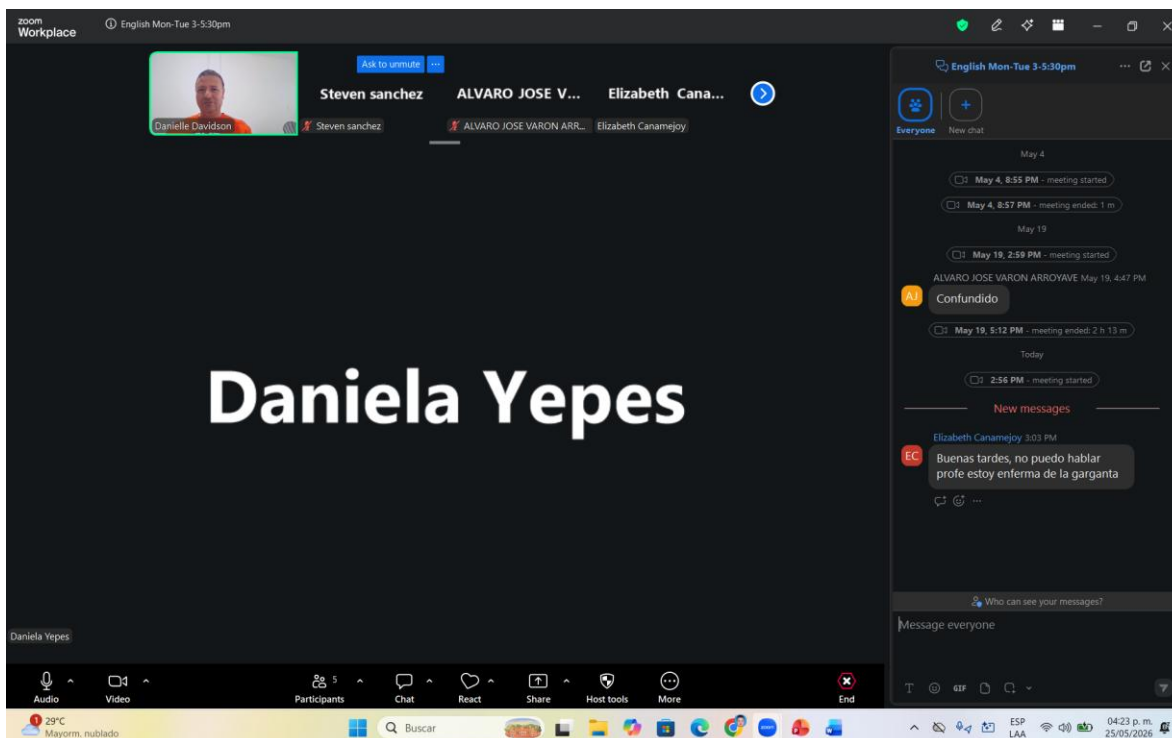 zoom
Workplace
English Mon-Tue 3-5:30pm
Ask to unmute
Danielle Davidson
Steven sanchez
Steven sanchez
ALVARO JOSE V...
ALVARO JOSE VARON ARR...
Elizabeth Cana...
Elizabeth Canamejoy
Daniela Yepes
Daniela Yepes
English Mon-Tue 3-5:30pm
Everyone
New chat
May 4
May 4, 8:55 PM - meeting started
May 4, 8:57 PM - meeting ended: 1 m
May 19
May 19, 2:59 PM - meeting started
ALVARO JOSE VARON ARROYAVE May 19, 4:47 PM
AJ
Confundido
May 19, 5:12 PM - meeting ended: 2 h 13 m
Today
2:56 PM - meeting started
New messages
Elizabeth Canamejoy 3:03 PM
EC
Buenas tardes, no puedo hablar
profe estoy enferma de la garganta
Who can see your messages?
Message everyone
GIF
Audio
Video
5
Participants
Chat
React
Share
Host tools
More
End
1
29°C
Mayorm. nublado
Buscar
zoom
ESP
LAA
04:23 p. m.
25/05/2026